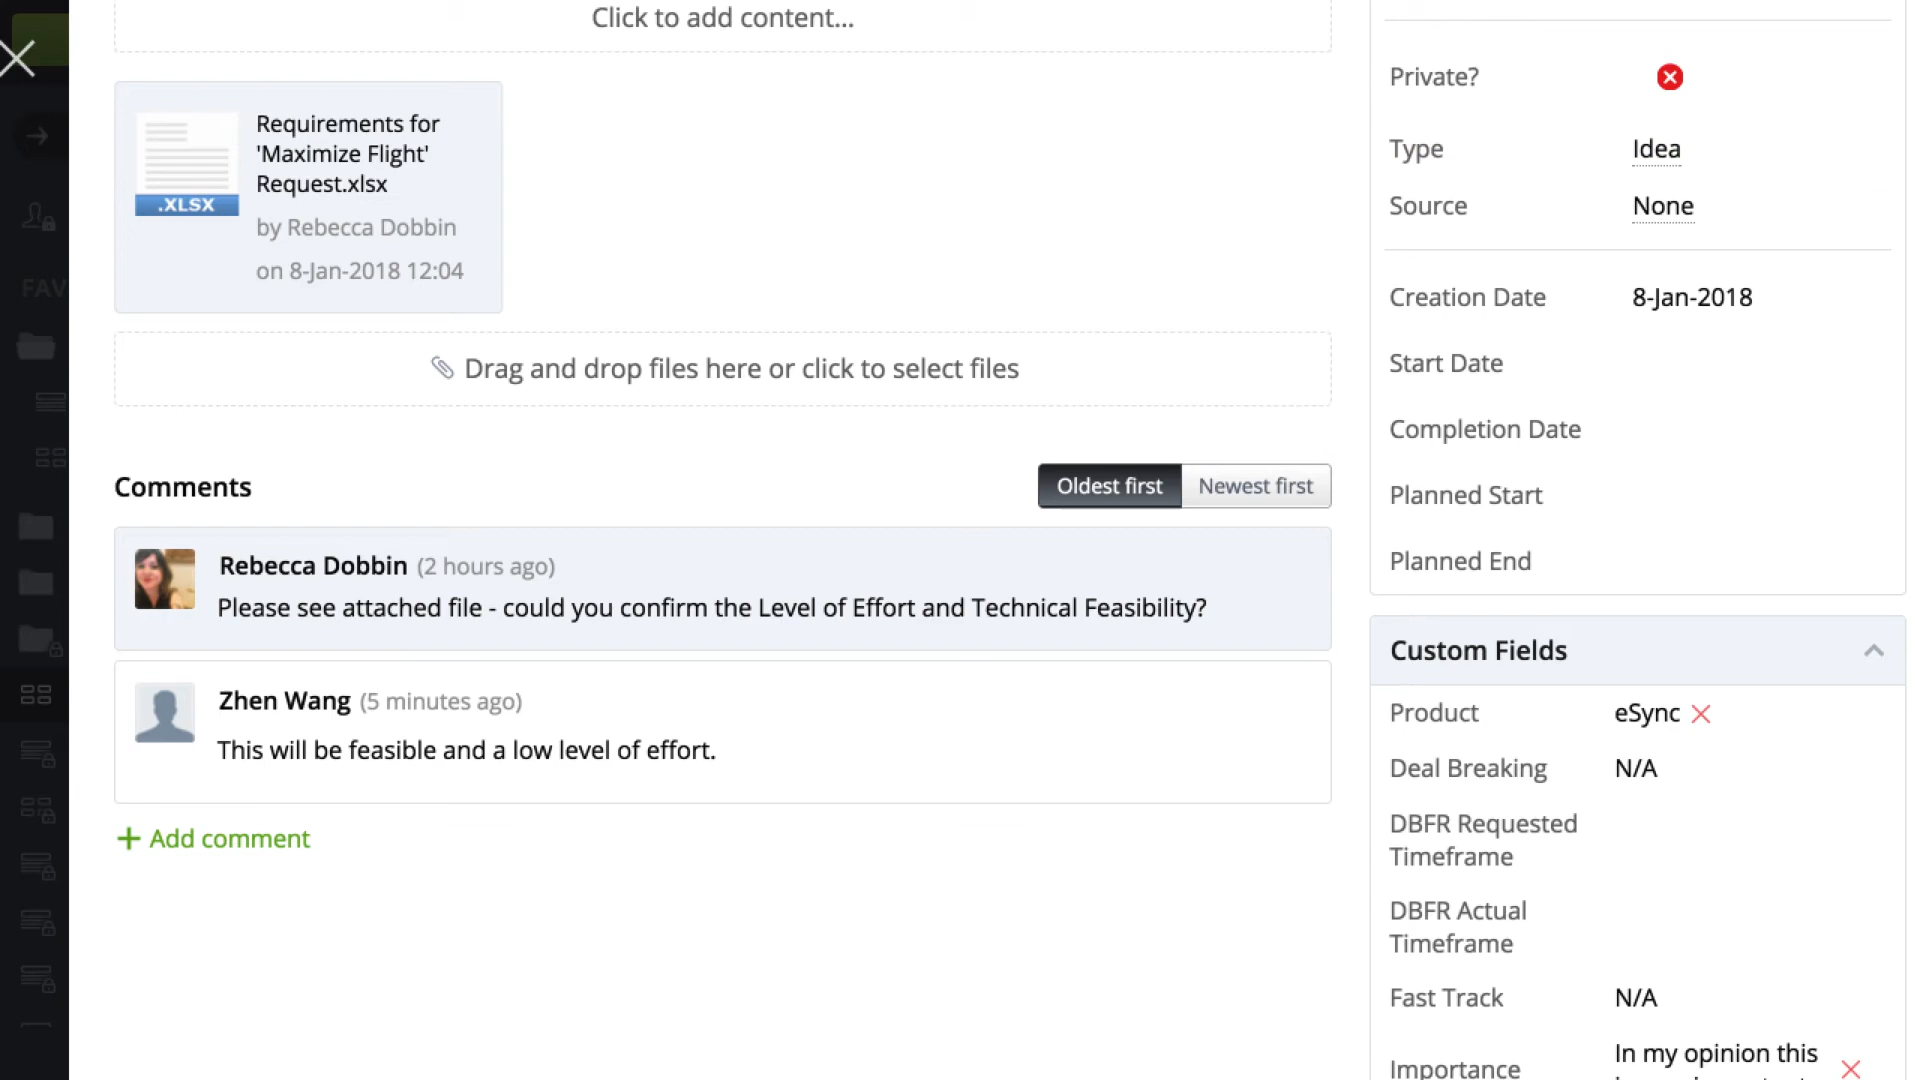 Click to add content...
.XLSX
Requirements for
'Maximize Flight'
Request.xlsx
by Rebecca Dobbin
on 8-Jan-2018 12:04
Drag and drop files here or click to select files
Comments
Oldest first
Newest first
Rebecca Dobbin (2 hours ago)
Please see attached file - could you confirm the Level of Effort and Technical Feasibility?
Zhen Wang (5 minutes ago)
This will be feasible and a low level of effort.
+ Add comment
FAV
Private?
Type Idea
Source None
Creation Date 8-Jan-2018
Start Date
Completion Date
Planned Start
Planned End
Custom Fields
Product eSync
Deal Breaking N/A
DBFR Requested
Timeframe
DBFR Actual
Timeframe
Fast Track N/A
Importance In my opinion this